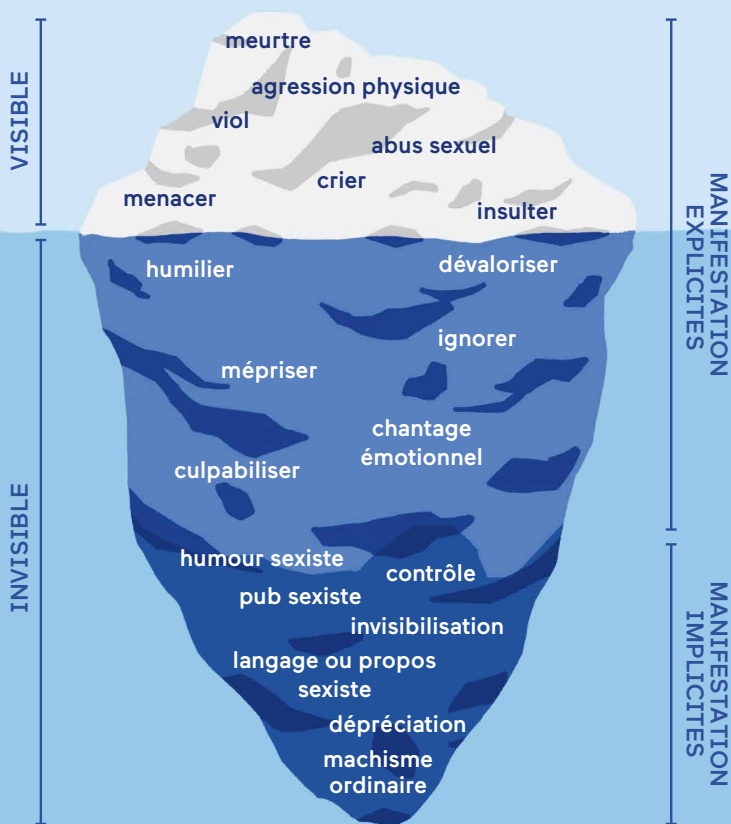 VISIBLE
meurtre
agression physique
viol
abus sexuel
crier
menacer
insulter
MANIFESTATION
EXPLICITES
INVISIBLE
humilier
dévaloriser
ignorer
mépriser
chantage
émotionnel
culpabiliser
humour sexiste
contrôle
pub sexiste
invisibilisation
langage ou propos
sexiste
dépréciation
machisme
ordinaire
MANIFESTATION
IMPLICITES